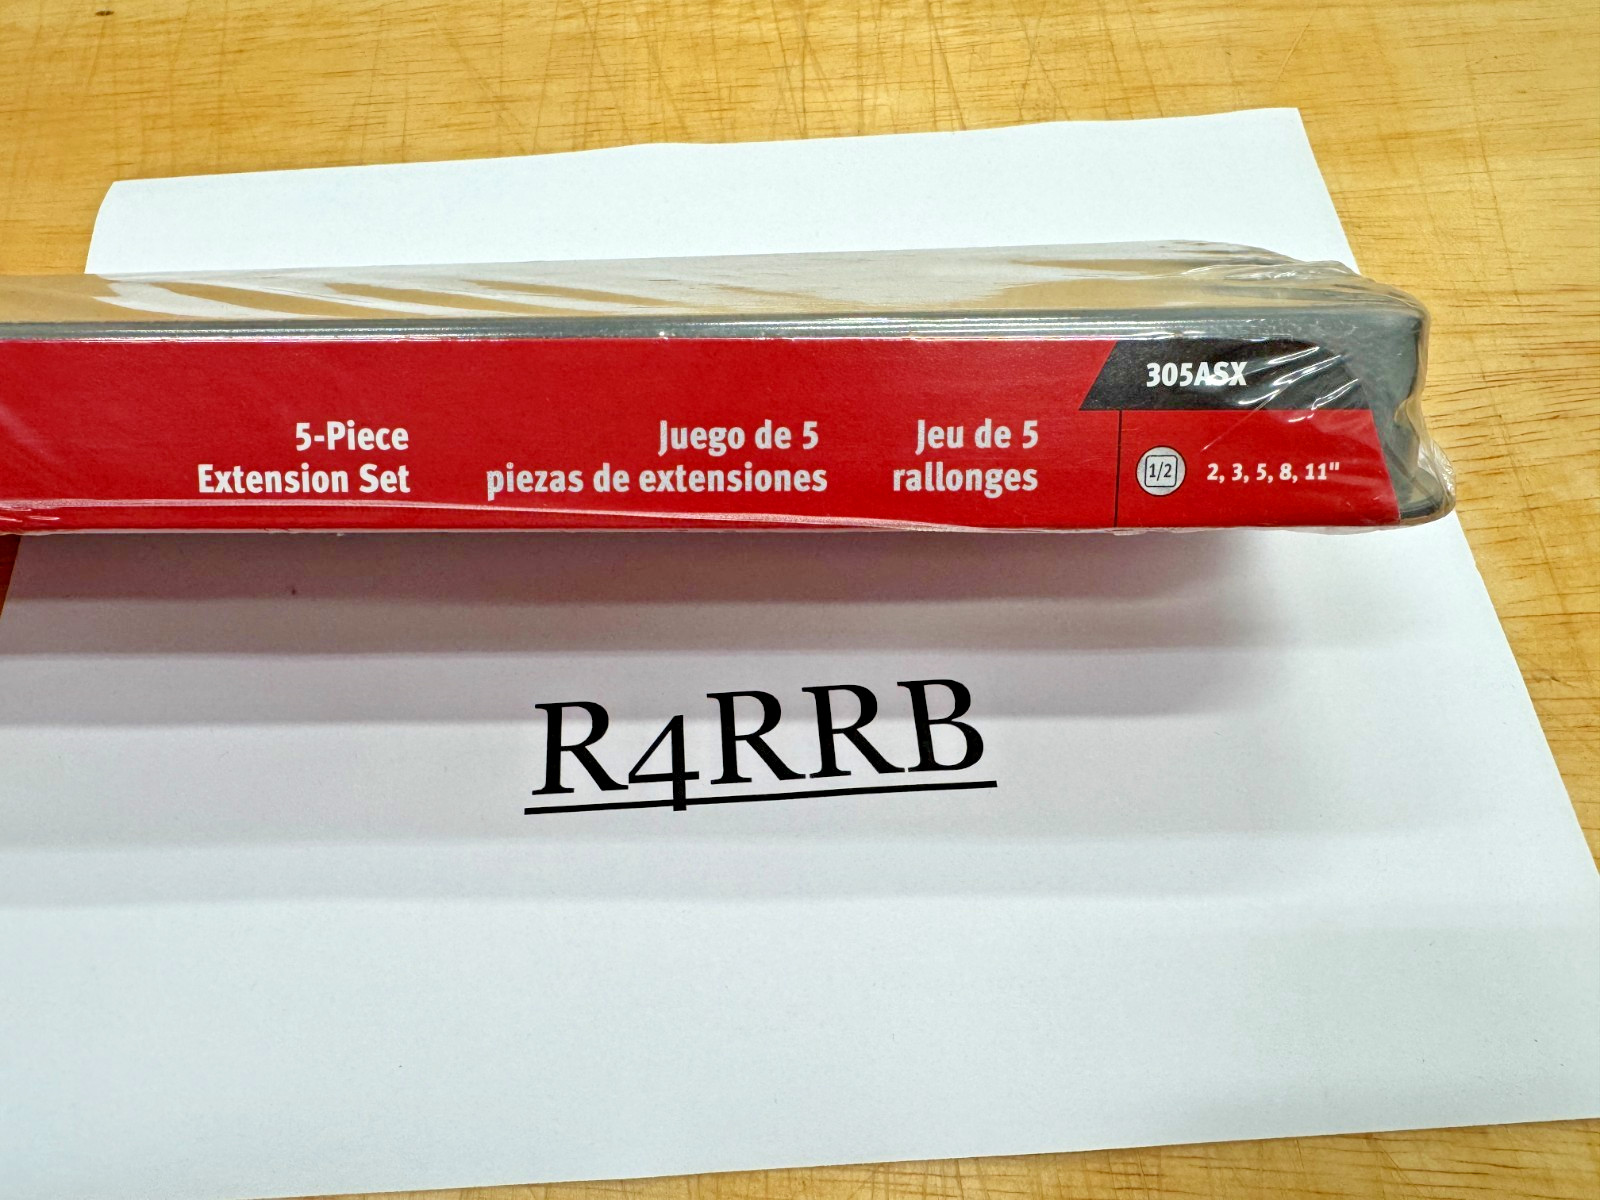 305ASX
5-Piece
Extension Set
Juego de 5
piezas de extensiones
Jeu de 5
rallonges
1/2
2, 3, 5, 8, 11"
R4RRB